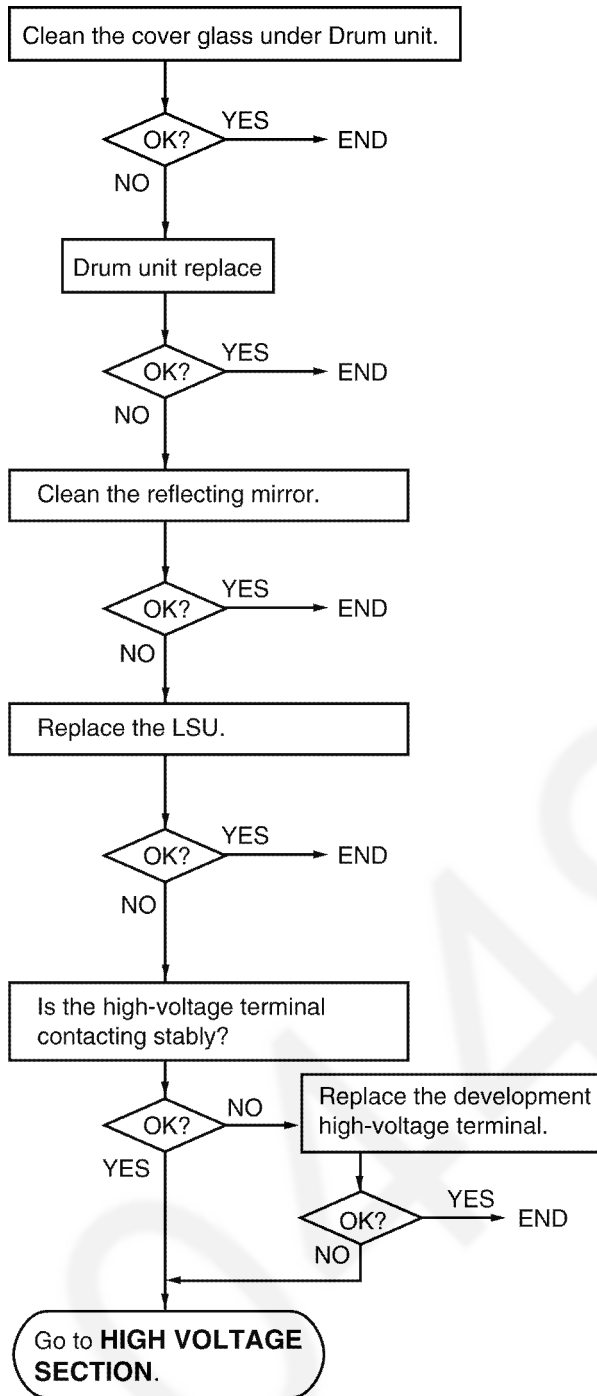 Clean the cover glass under Drum unit.
OK?
YES
END
NO
Drum unit replace
OK?
YES
END
NO
Clean the reflecting mirror.
OK?
YES
END
NO
Replace the LSU.
OK?
YES
END
NO
Is the high-voltage terminal
contacting stably?
OK?
NO
YES
Replace the development
high-voltage terminal.
OK?
YES
END
NO
Go to HIGH VOLTAGE
SECTION.